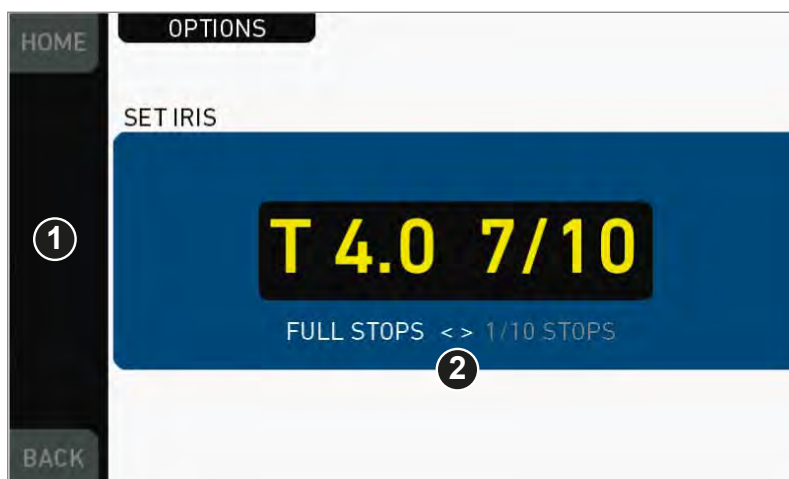 HOME
OPTIONS
SET IRIS
1
T 4.0 7/10
FULL STOPS < > 1/10 STOPS
2
BACK